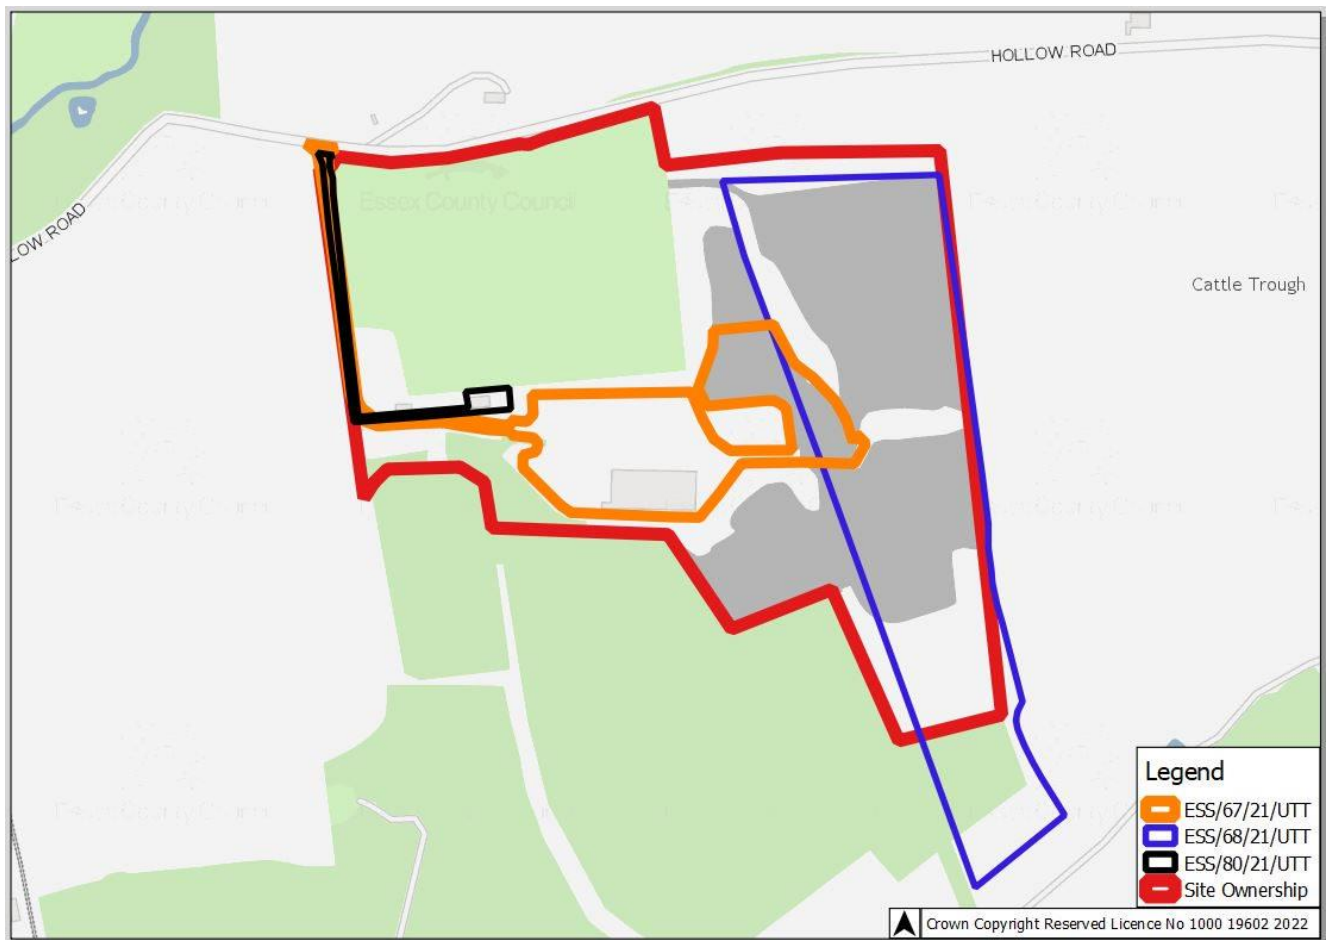 HOLLOW ROAD
LOW ROAD
Essex County Council
Cattle Trough
Legend
ESS/67/21/UTT
ESS/68/21/UTT
ESS/80/21/UTT
Site Ownership
Crown Copyright Reserved Licence No 1000 19602 2022